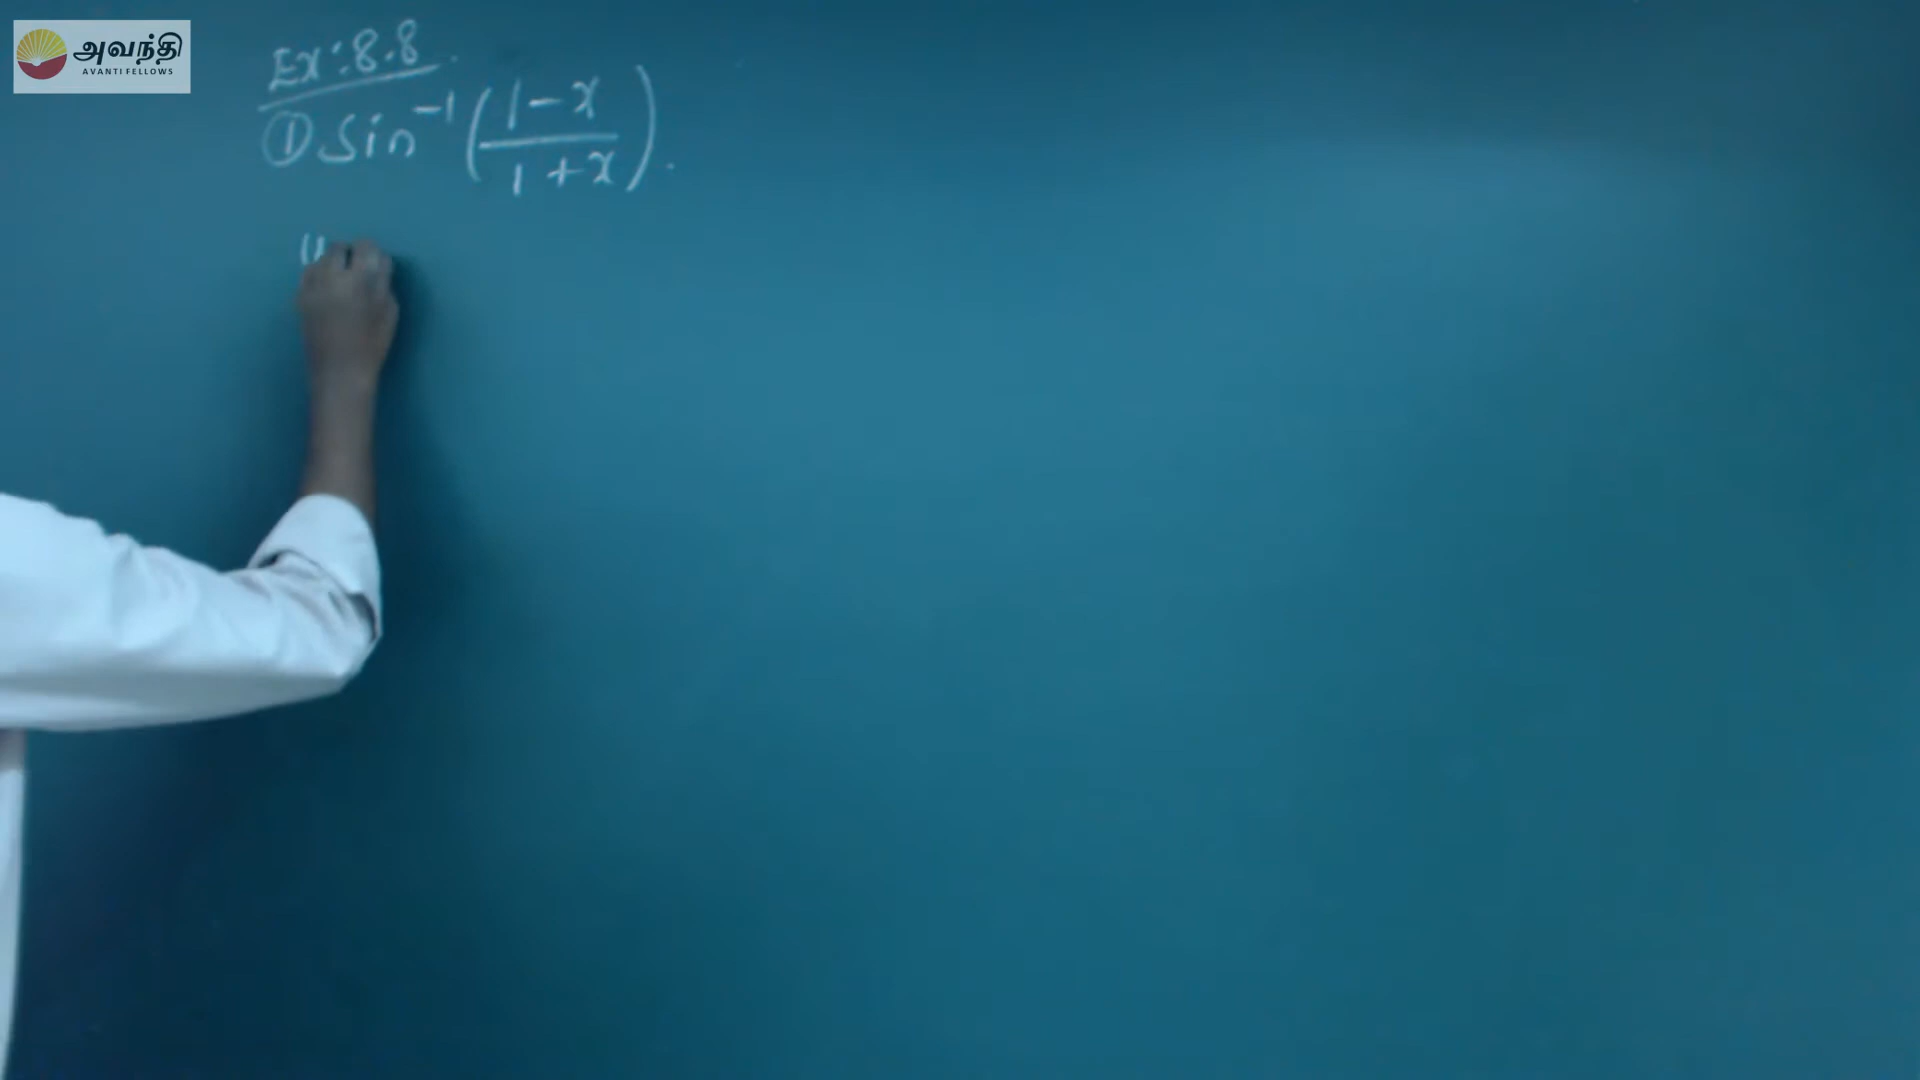 அவந்தி
AVANTI FELLOWS
Ex: 8.8.
① Sin⁻¹ (1-x / 1+x).